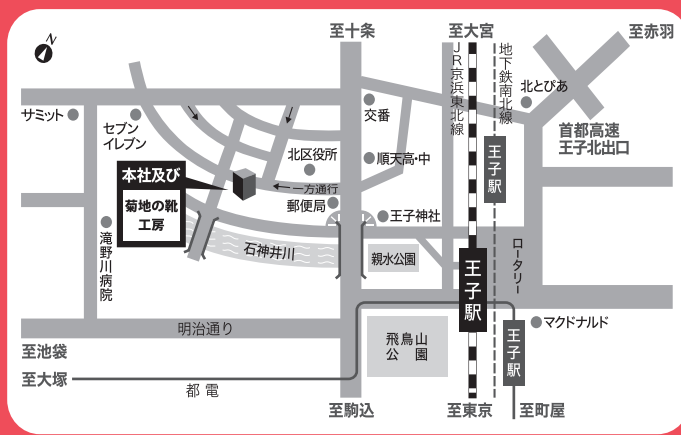 N
至十条
至大宮
至赤羽
JR京浜東北線
地下鉄南北線
北とぴあ
サミット
セブン
イレブン
交番
首都高速
王子北出口
北区役所
順天高・中
王子駅
本社及び
菊地の靴
工房
一方通行
郵便局
王子神社
滝野川病院
石神井川
親水公園
ロータリー
王子駅
明治通り
飛鳥山
公園
マクドナルド
王子駅
至池袋
至大塚
都電
至駒込
至東京
至町屋